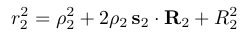 $r_2^2 = \rho_2^2 + 2\rho_2\, \mathbf{s}_2 \cdot \mathbf{R}_2 + R_2^2$